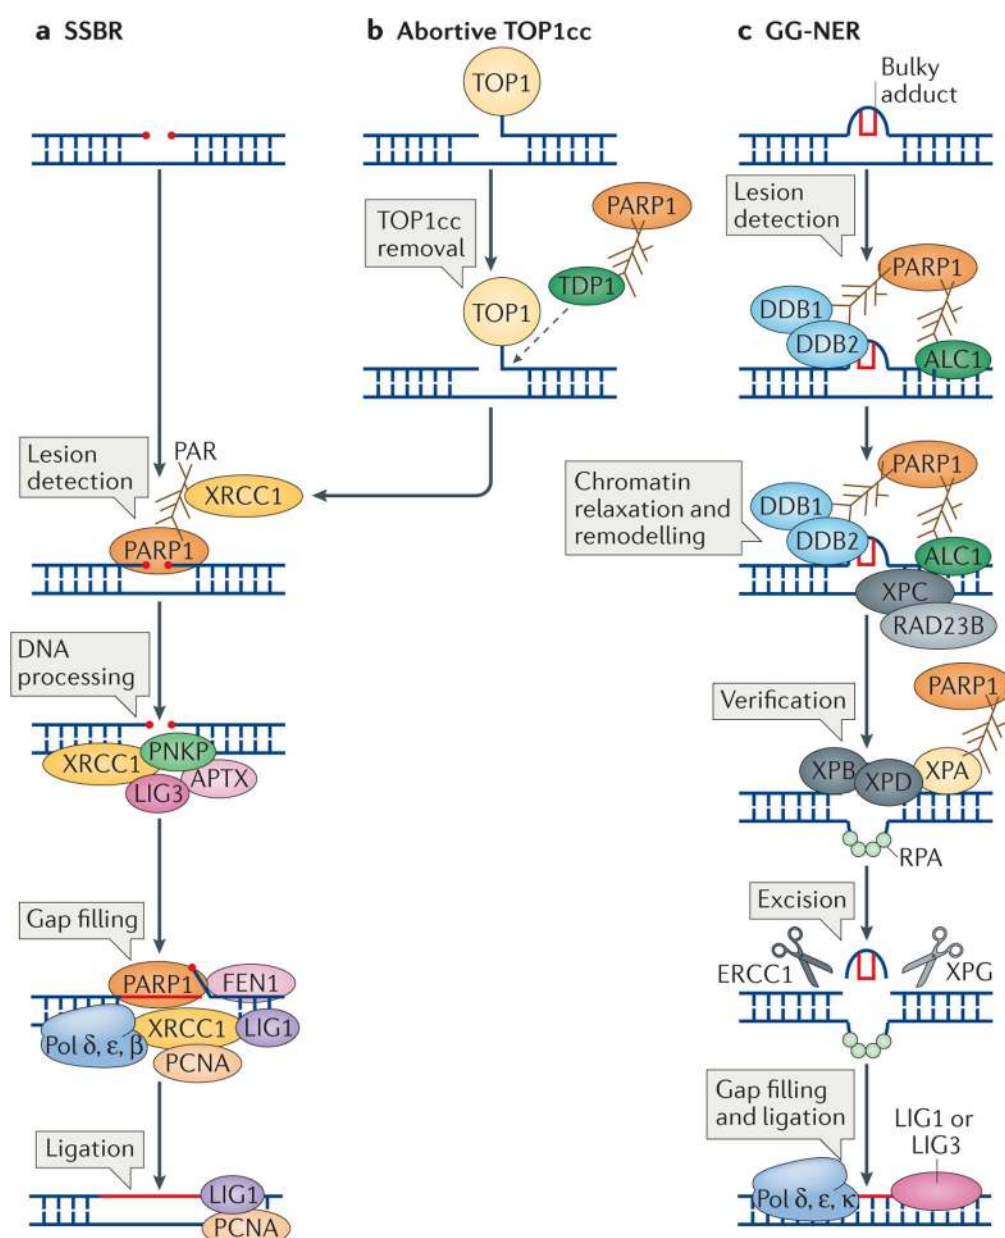 a SSBR
PAR
Lesion
detection
XRCC1
PARP1
DNA
processing
XRCC1
PNKP
APTX
LIG3
Gap filling
PARP1
FEN1
Pol δ, ε, β
XRCC1
LIG1
PCNA
Ligation
LIG1
PCNA
b Abortive TOP1cc
TOP1
TOP1cc
removal
PARP1
TDP1
TOP1
c GG-NER
Bulky
adduct
Lesion
detection
PARP1
DDB1
DDB2
ALC1
Chromatin
relaxation and
remodelling
PARP1
DDB1
DDB2
ALC1
XPC
RAD23B
Verification
PARP1
XPB
XPD
XPA
RPA
Excision
ERCC1
XPG
Gap filling
and ligation
LIG1 or
LIG3
Pol δ, ε, κ